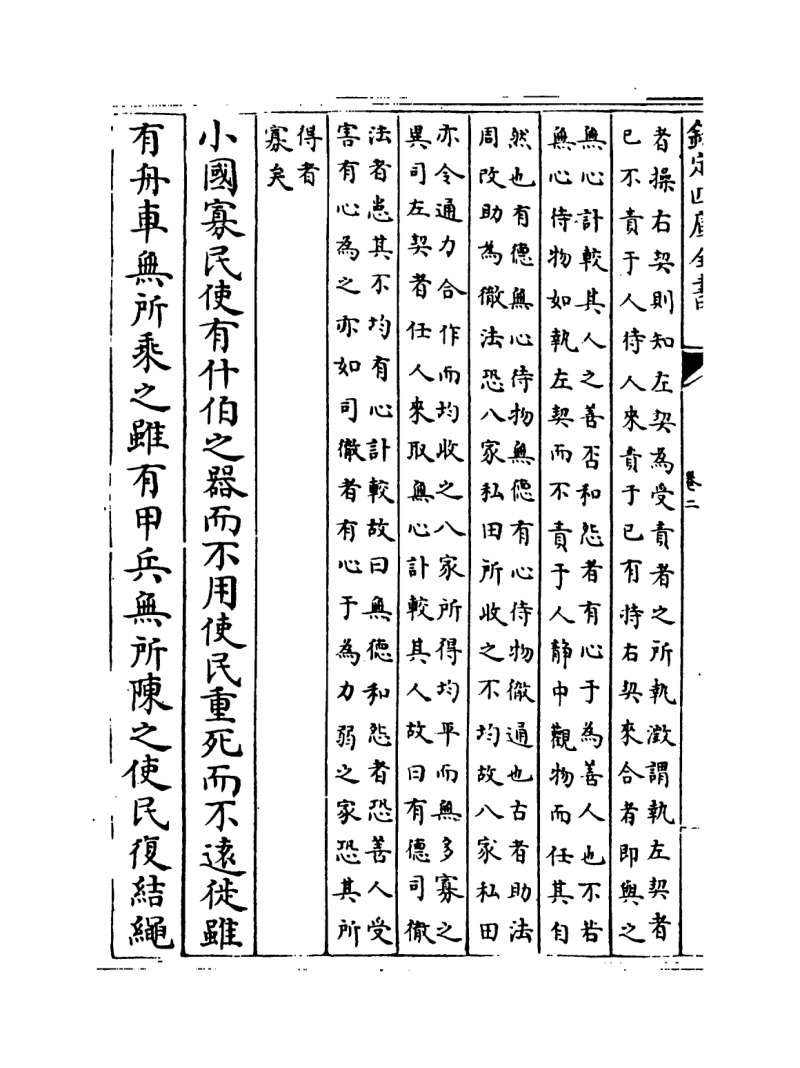 欽定四庫全書
卷二
者操右契則知左契為受責者之所執澂謂執左契者
已不責于人待人來責于已有持右契來合者即與之
無心計較其人之善否和怨者有心于為善人也不若
無心待物如執左契而不責于人靜中觀物而任其自
然也有德無心待物無德有心待物徹通也古者助法
周改助為徹法恐八家私田所收之不均故八家私田
亦令通力合作而均收之八家所得均平而無多寡之
異司左契者任人來取無心計較其人故曰有德司徹
法者患其不均有心計較故曰無德和怨者恐善人受
害有心為之亦如司徹者有心于為力弱之家恐其所
得者
寡矣
小國寡民使有什伯之器而不用使民重死而不遠徙雖
有舟車無所乘之雖有甲兵無所陳之使民復結繩